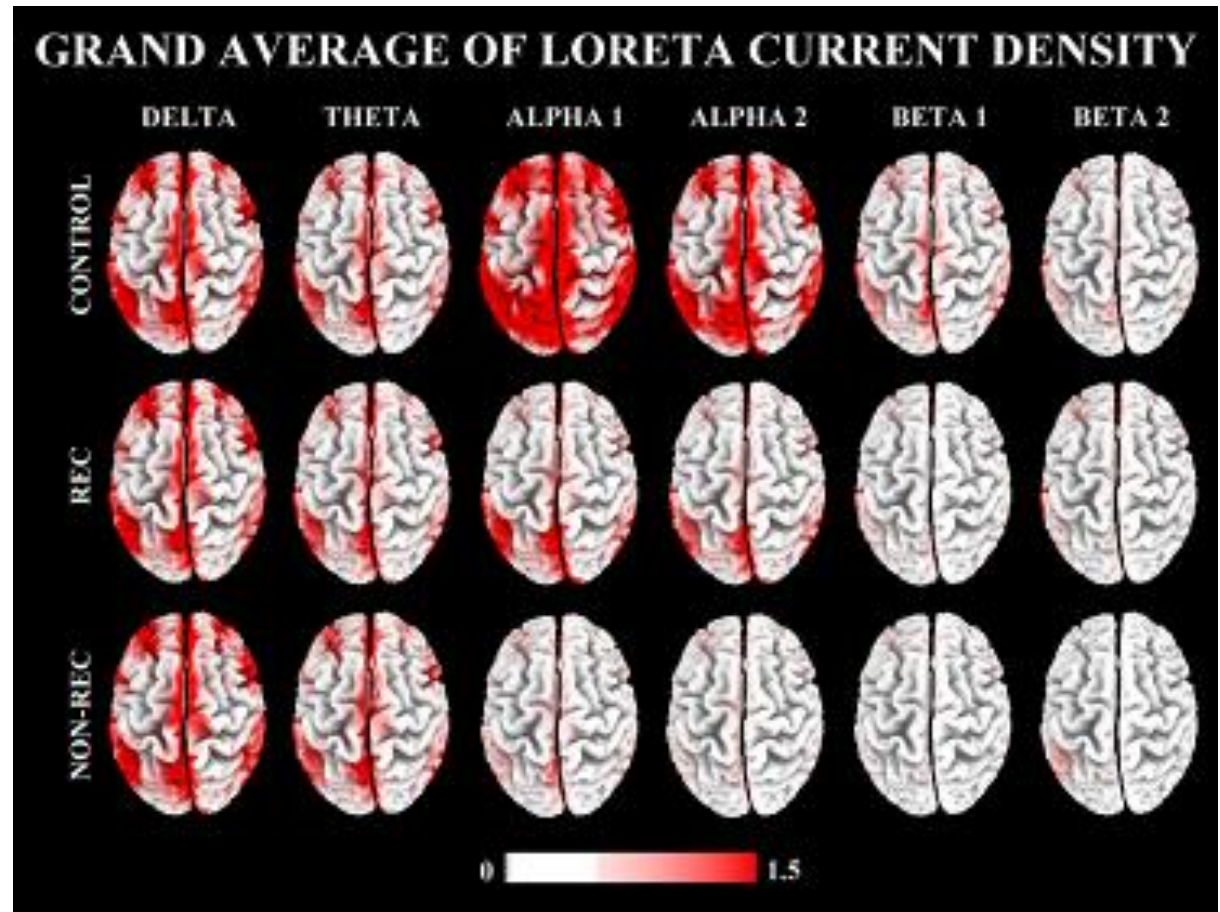 GRAND AVERAGE OF LORETA CURRENT DENSITY
DELTA THETA ALPHA 1 ALPHA 2 BETA 1 BETA 2
CONTROL
REC
NON-REC
0 1.5